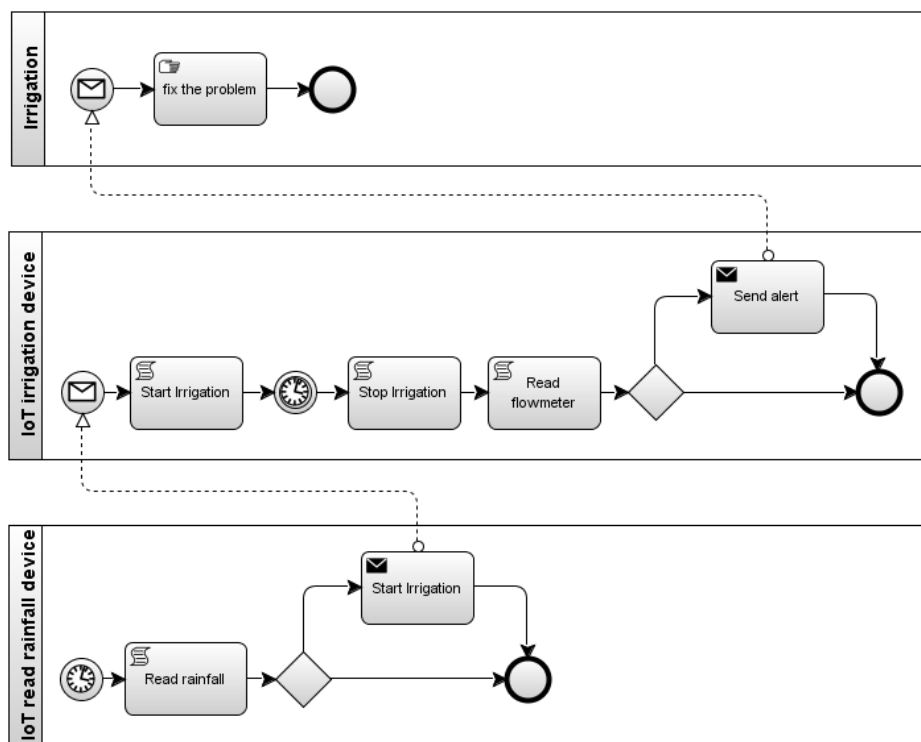 Irrigation
fix the problem
IoT irrigation device
Send alert
Start Irrigation
Stop Irrigation
Read
flowmeter
IoT read rainfall device
Start Irrigation
Read rainfall